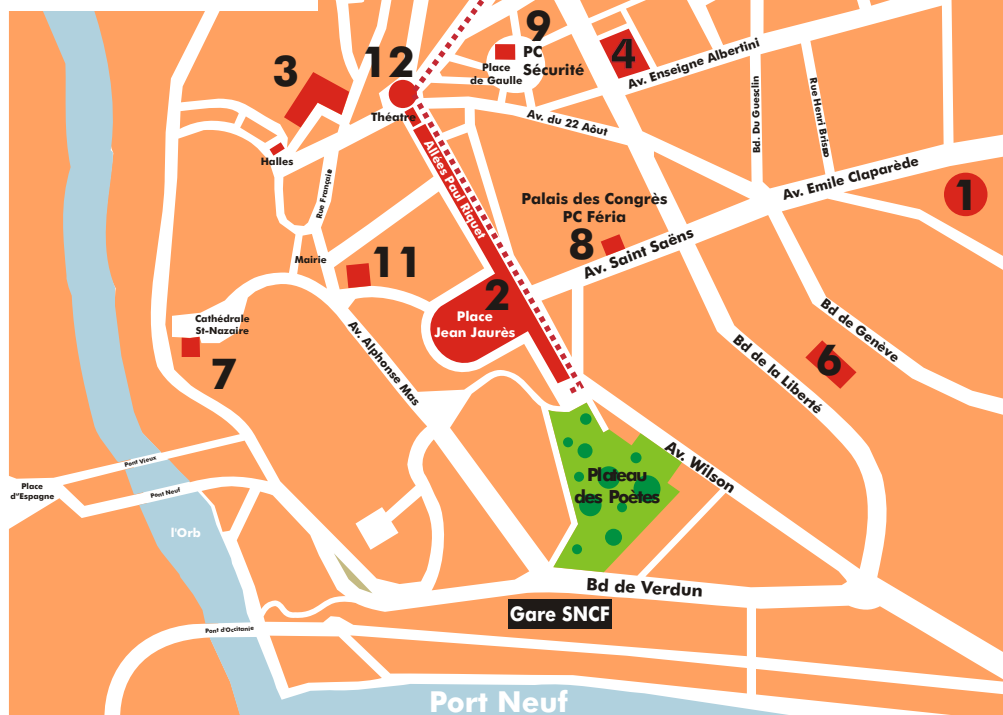 9
PC
Sécurité
Place
de Gaulle
4
12
3
Av. Enseigne Albertini
Théatre
Av. du 22 Aôut
Bd. Du Guesclin
Rue Henri Brisso
Halles
Allées Paul Riquet
Rue Française
Av. Emile Claparède
1
Palais des Congrès
PC Féria
8
Av. Saint Saëns
Mairie
11
2
Place
Jean Jaurès
Cathédrale
St-Nazaire
7
Av. Alphonse Mas
Bd de Genève
Bd de la Liberté
6
Av. Wilson
Plateau
des Poètes
Pont Vieux
Place
d"Espagne
Pont Neuf
l'Orb
Bd de Verdun
Gare SNCF
Pont d'Occitanie
Port Neuf